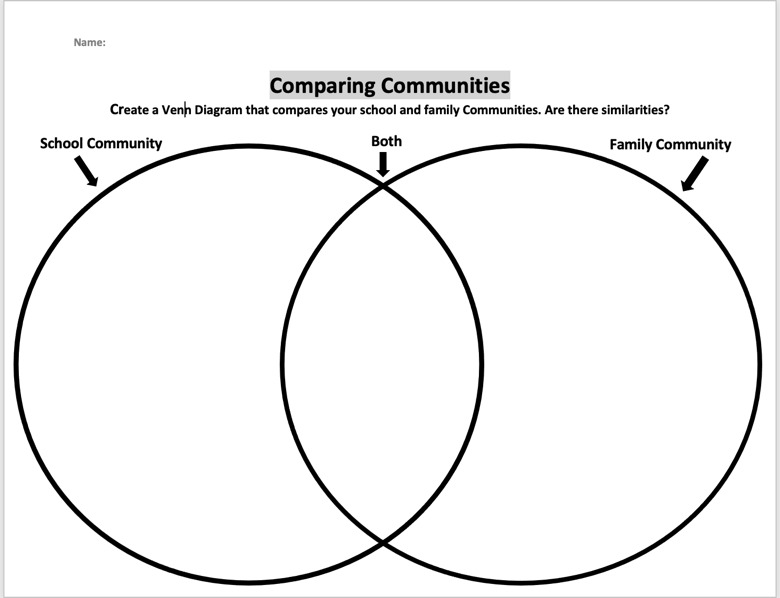 Name:
Comparing Communities
Create a Venn Diagram that compares your school and family Communities. Are there similarities?
School Community
Both
Family Community